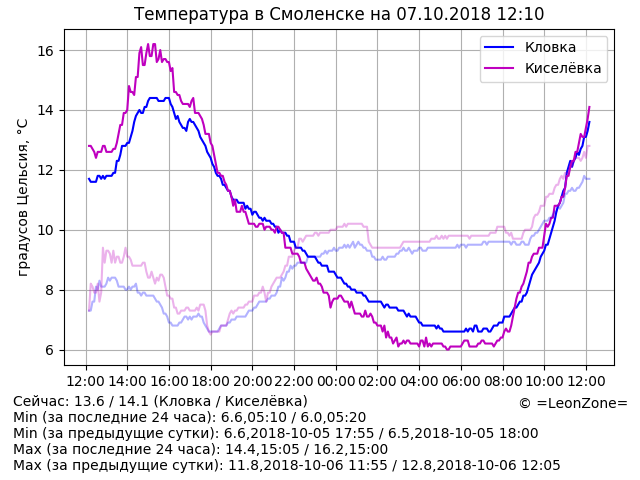 Температура в Смоленске на 07.10.2018 12:10
Кловка
Киселёвка
градусов Цельсия, °C
16
14
12
10
8
6
12:00 14:00 16:00 18:00 20:00 22:00 00:00 02:00 04:00 06:00 08:00 10:00 12:00
Сейчас: 13.6 / 14.1 (Кловка / Киселёвка)
© =LeonZone=
Min (за последние 24 часа): 6.6,05:10 / 6.0,05:20
Min (за предыдущие сутки): 6.6,2018-10-05 17:55 / 6.5,2018-10-05 18:00
Max (за последние 24 часа): 14.4,15:05 / 16.2,15:00
Max (за предыдущие сутки): 11.8,2018-10-06 11:55 / 12.8,2018-10-06 12:05